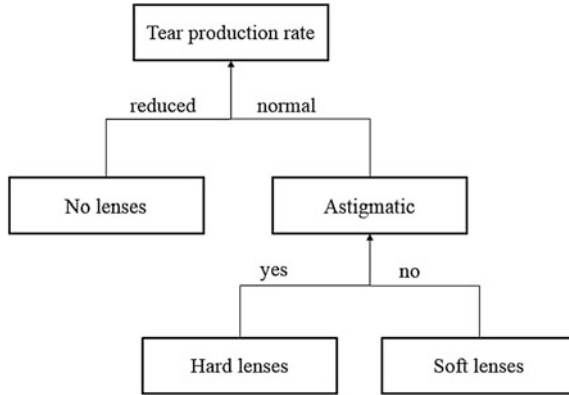 Tear production rate
reduced
normal
No lenses
Astigmatic
yes
no
Hard lenses
Soft lenses